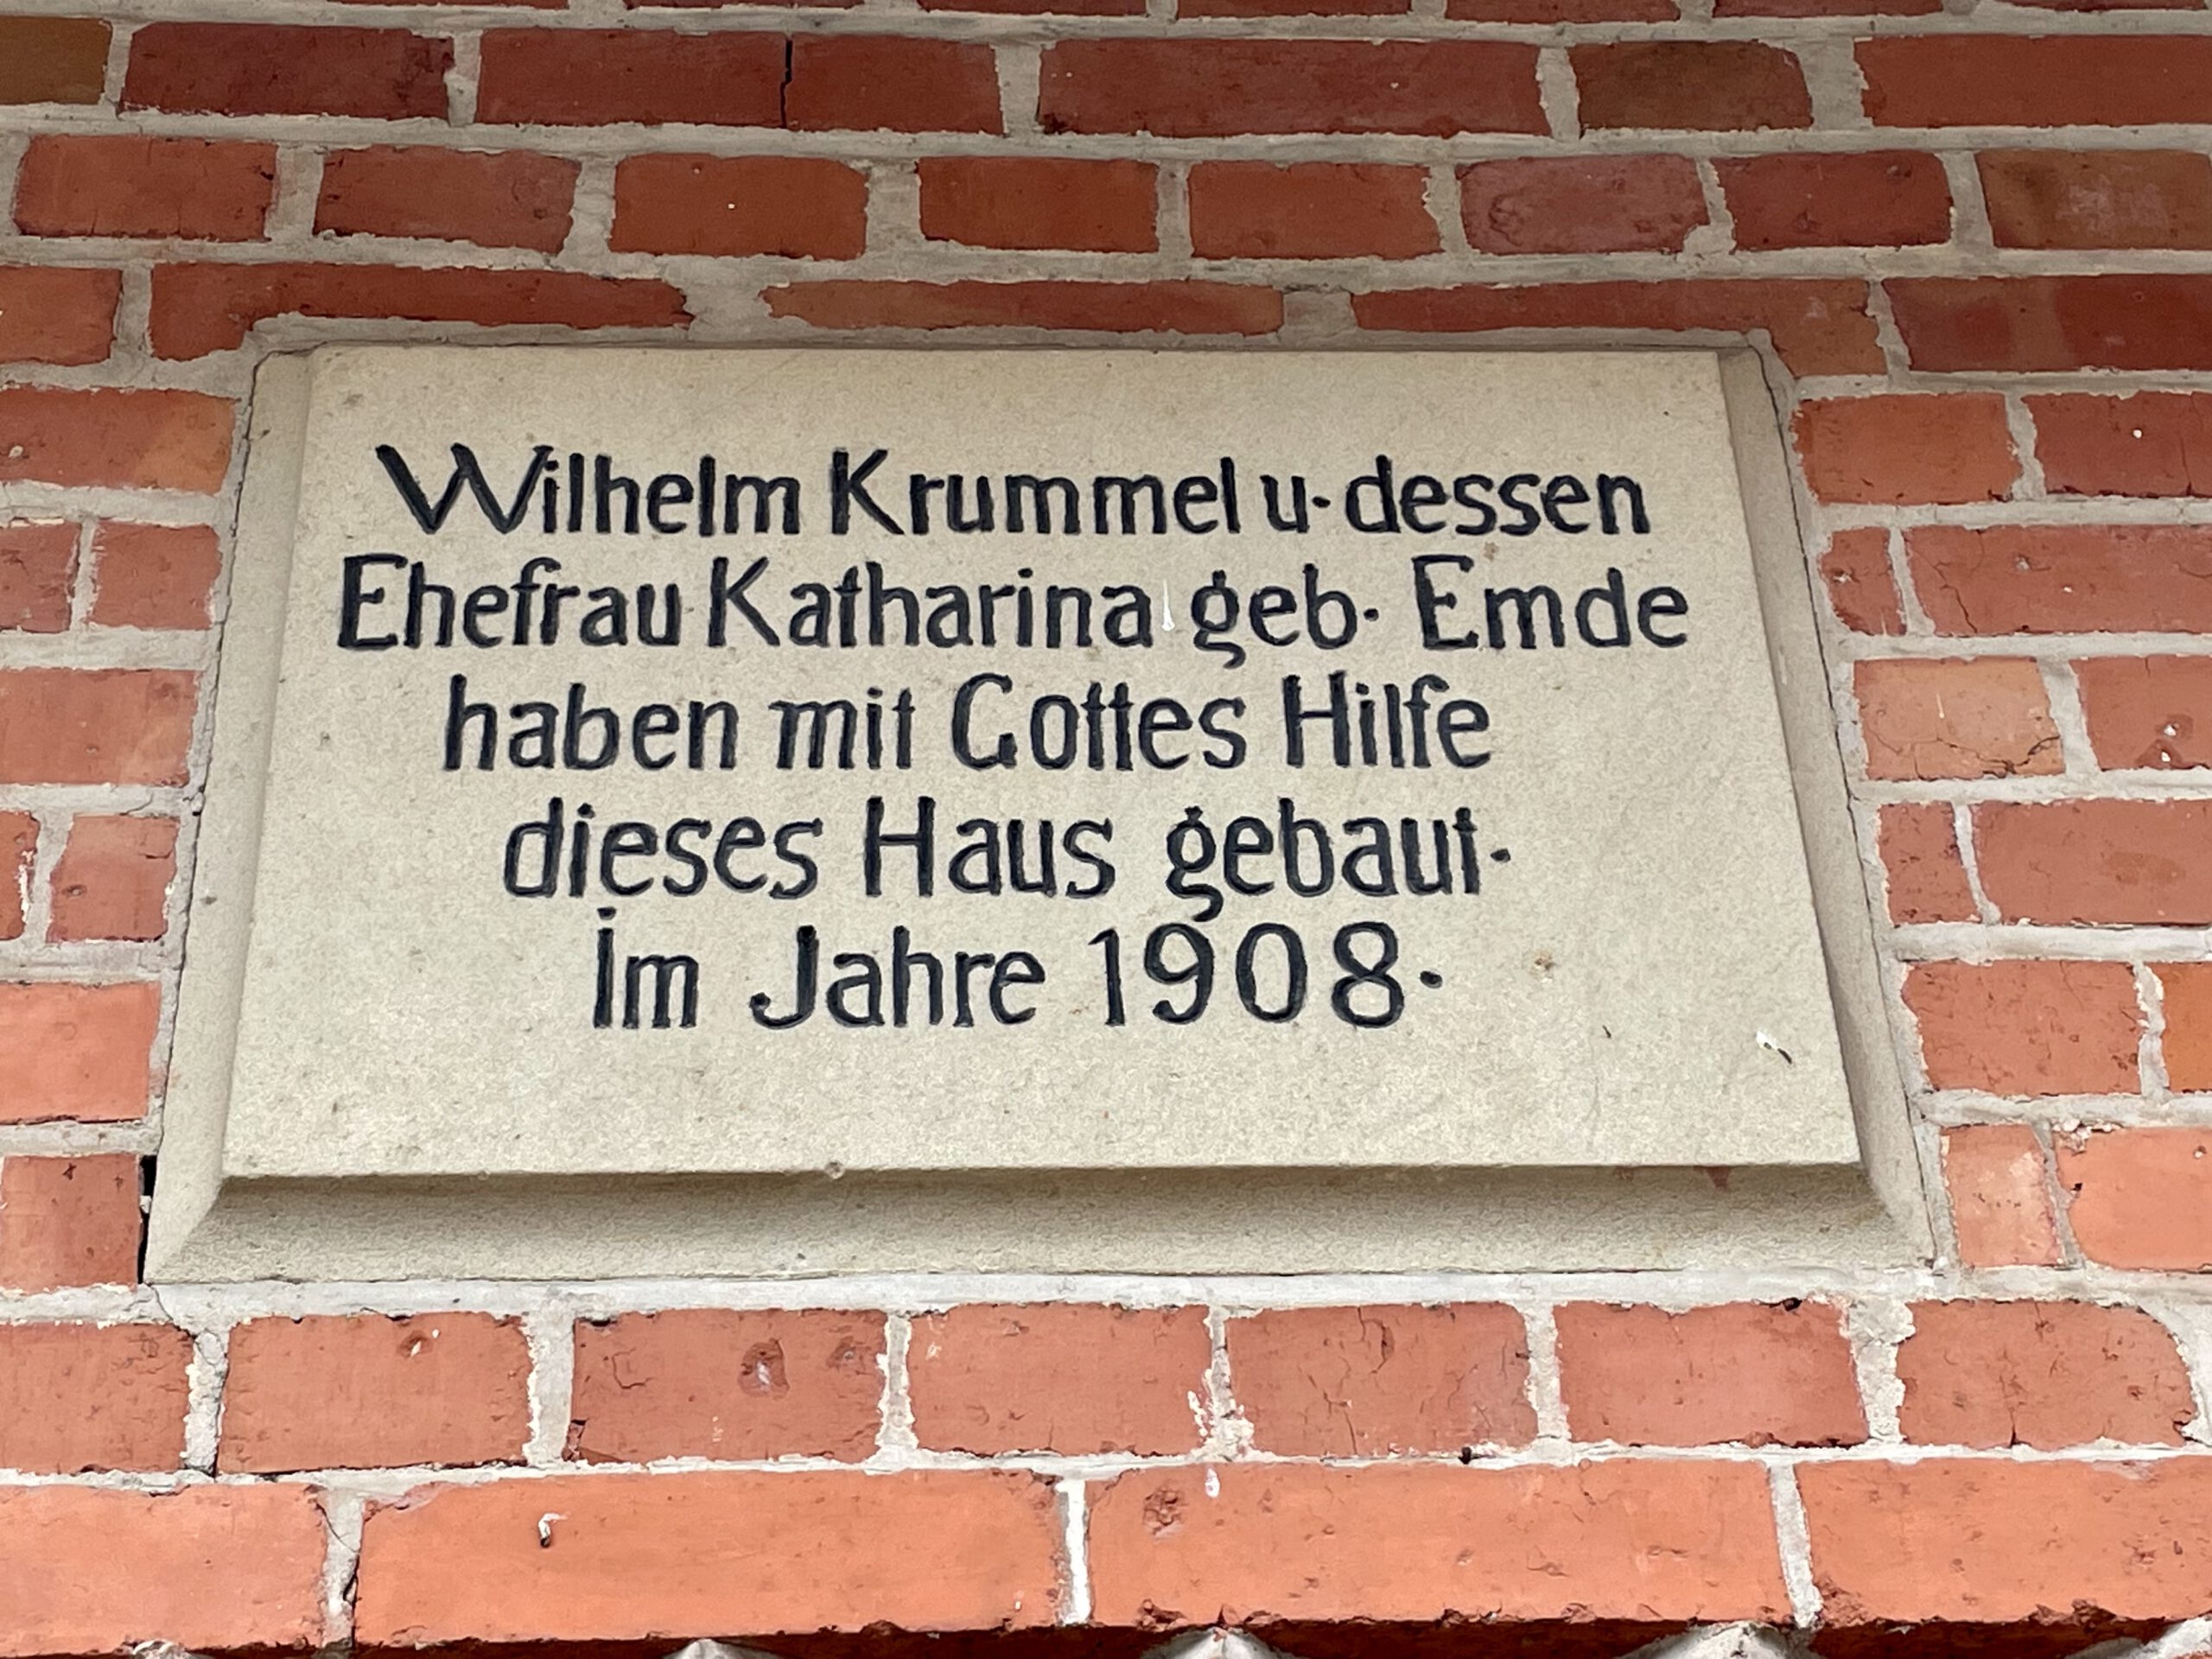 Wilhelm Krummel u. dessen
Ehefrau Katharina geb. Emde
haben mit Gottes Hilfe
dieses Haus gebaut.
im Jahre 1908.